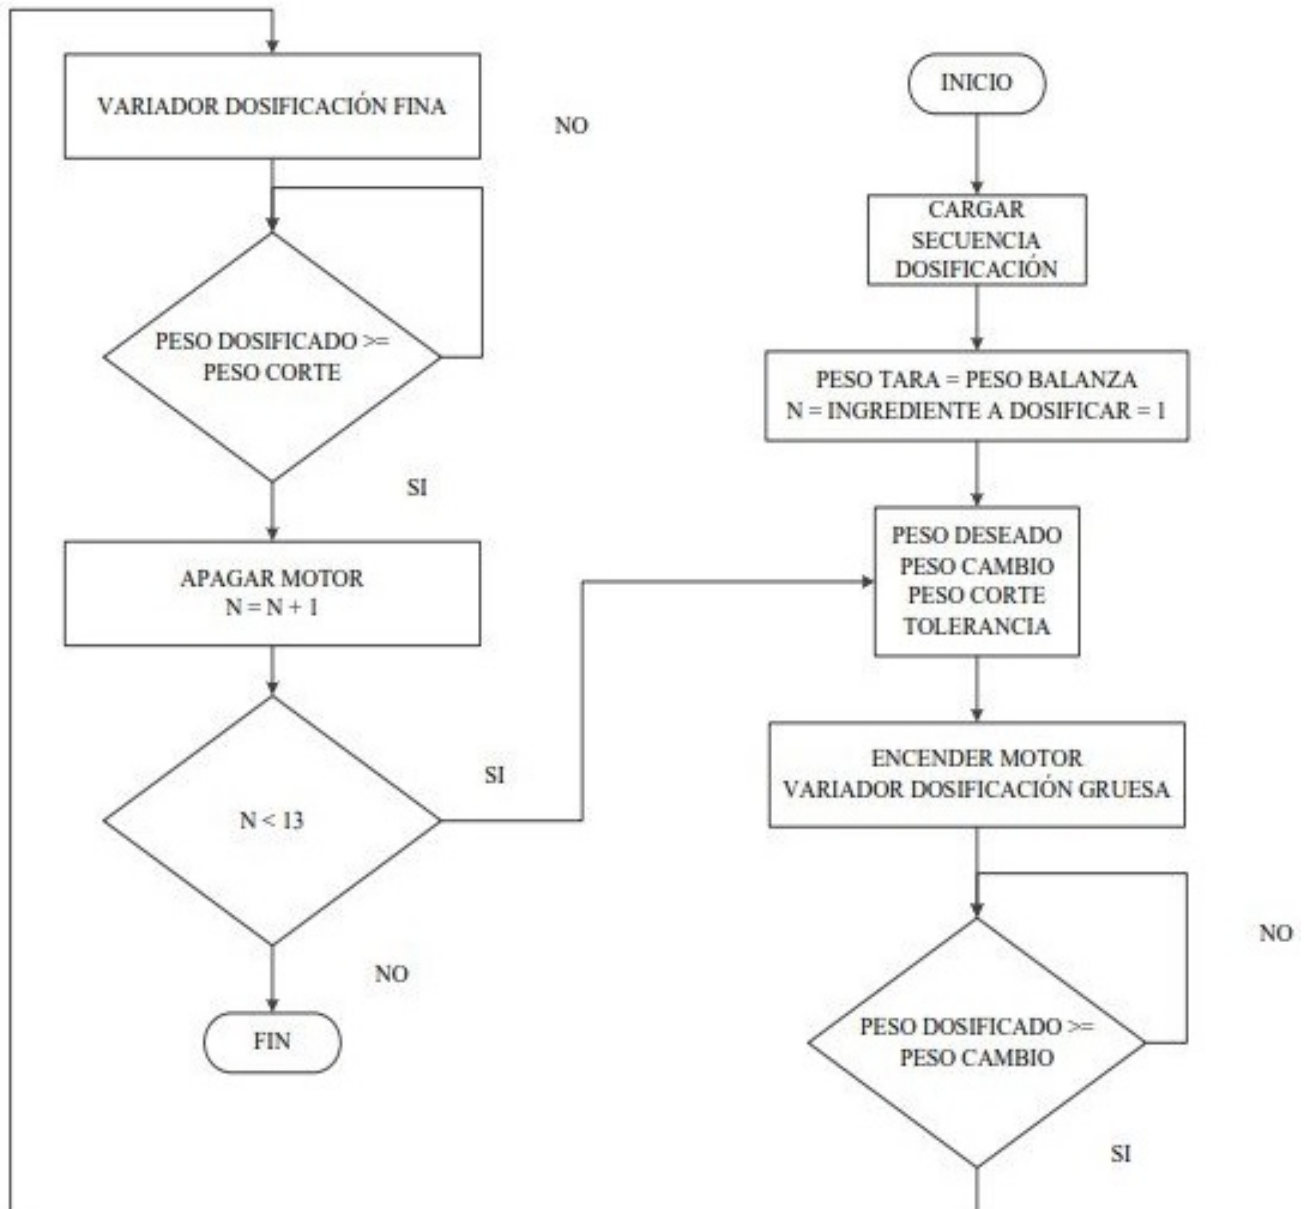 INICIO
CARGAR
SECUENCIA
DOSIFICACIÓN
PESO TARA = PESO BALANZA
N = INGREDIENTE A DOSIFICAR = 1
PESO DESEADO
PESO CAMBIO
PESO CORTE
TOLERANCIA
ENCENDER MOTOR
VARIADOR DOSIFICACIÓN GRUESA
NO
PESO DOSIFICADO >=
PESO CAMBIO
SI
VARIADOR DOSIFICACIÓN FINA
NO
PESO DOSIFICADO >=
PESO CORTE
SI
APAGAR MOTOR
N = N + 1
SI
N < 13
NO
FIN